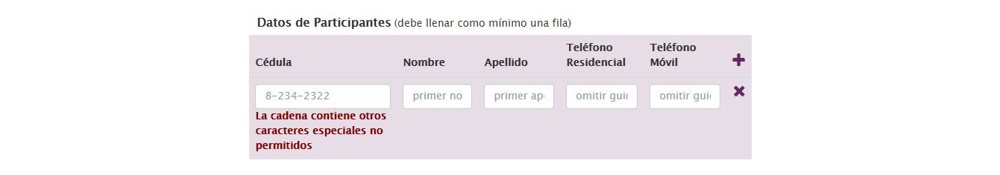 Datos de Participantes (debe llenar como mínimo una fila)
Cédula
Nombre
Apellido
Teléfono
Residencial
Teléfono
Móvil
8-234-2322
primer no
primer ap
omitir gui
omitir gui
La cadena contiene otros
caracteres especiales no
permitidos